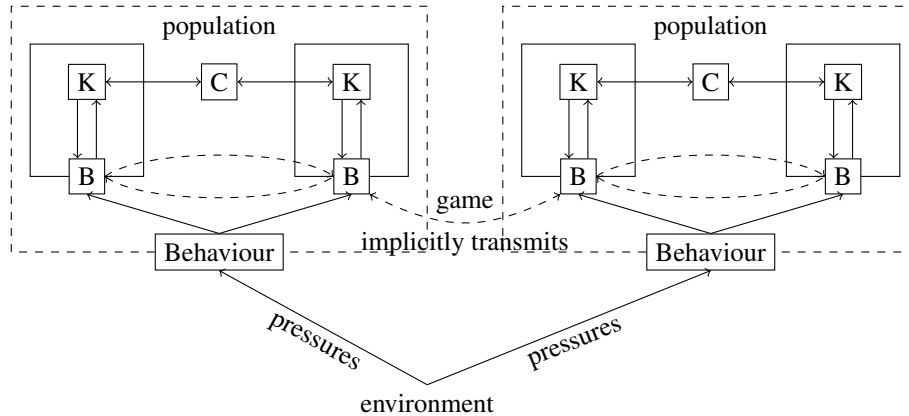 population
population
K
C
K
K
C
K
B
B
B
B
game
implicitly transmits
Behaviour
Behaviour
pressures
pressures
environment